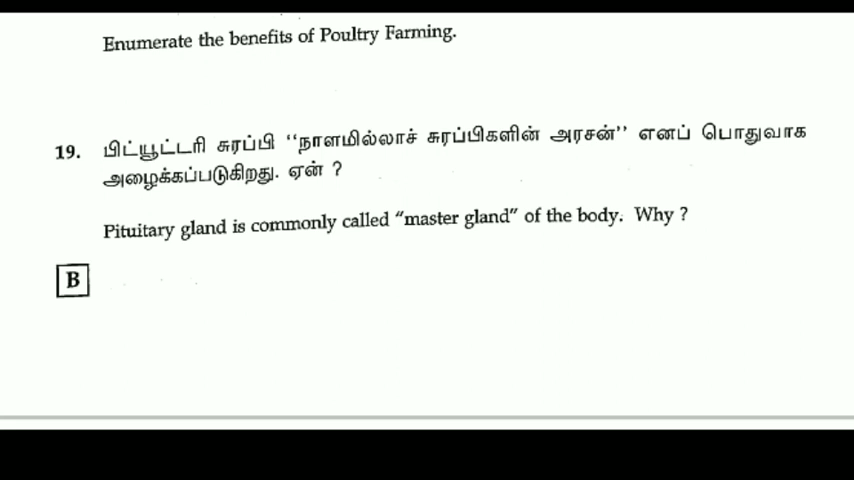 Enumerate the benefits of Poultry Farming.
19. பிட்யூட்டரி சுரப்பி “நாளமில்லாச் சுரப்பிகளின் அரசன்” எனப் பொதுவாக
அழைக்கப்படுகிறது. ஏன் ?
Pituitary gland is commonly called “master gland” of the body. Why ?
B